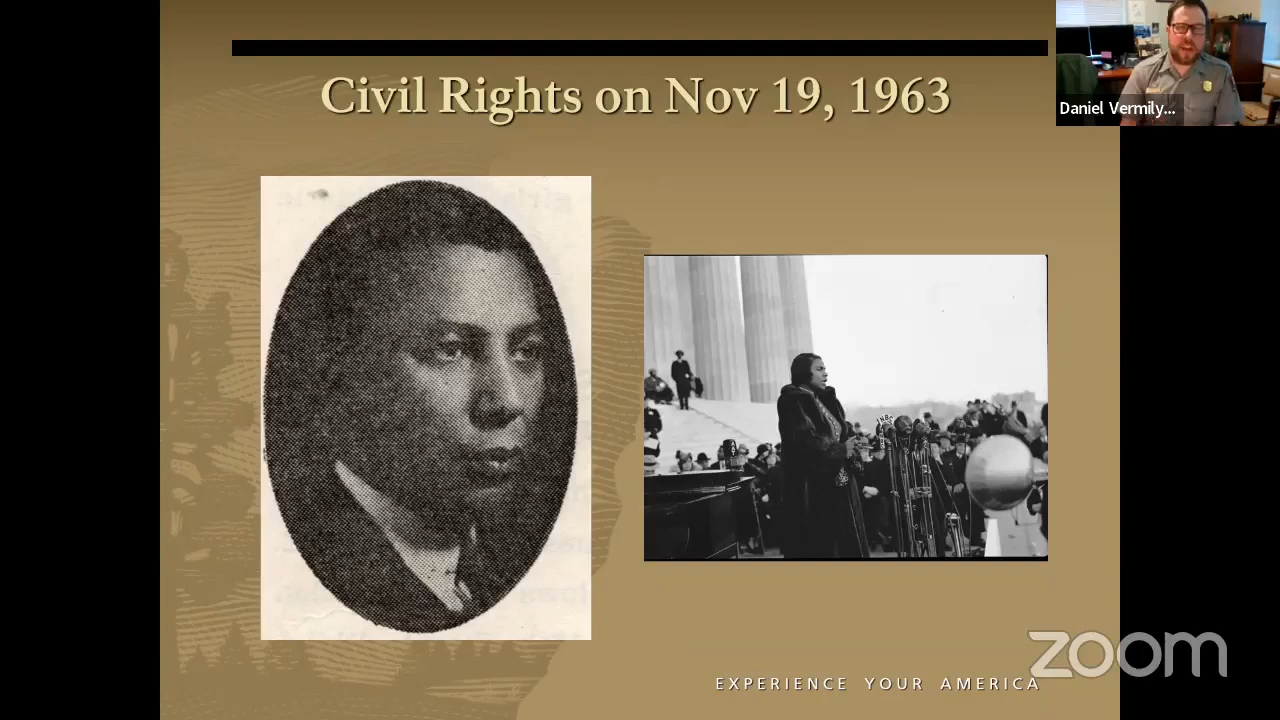 Civil Rights on Nov 19, 1963
Daniel Vermily...
EXPERIENCE YOUR AMERICA
zoom